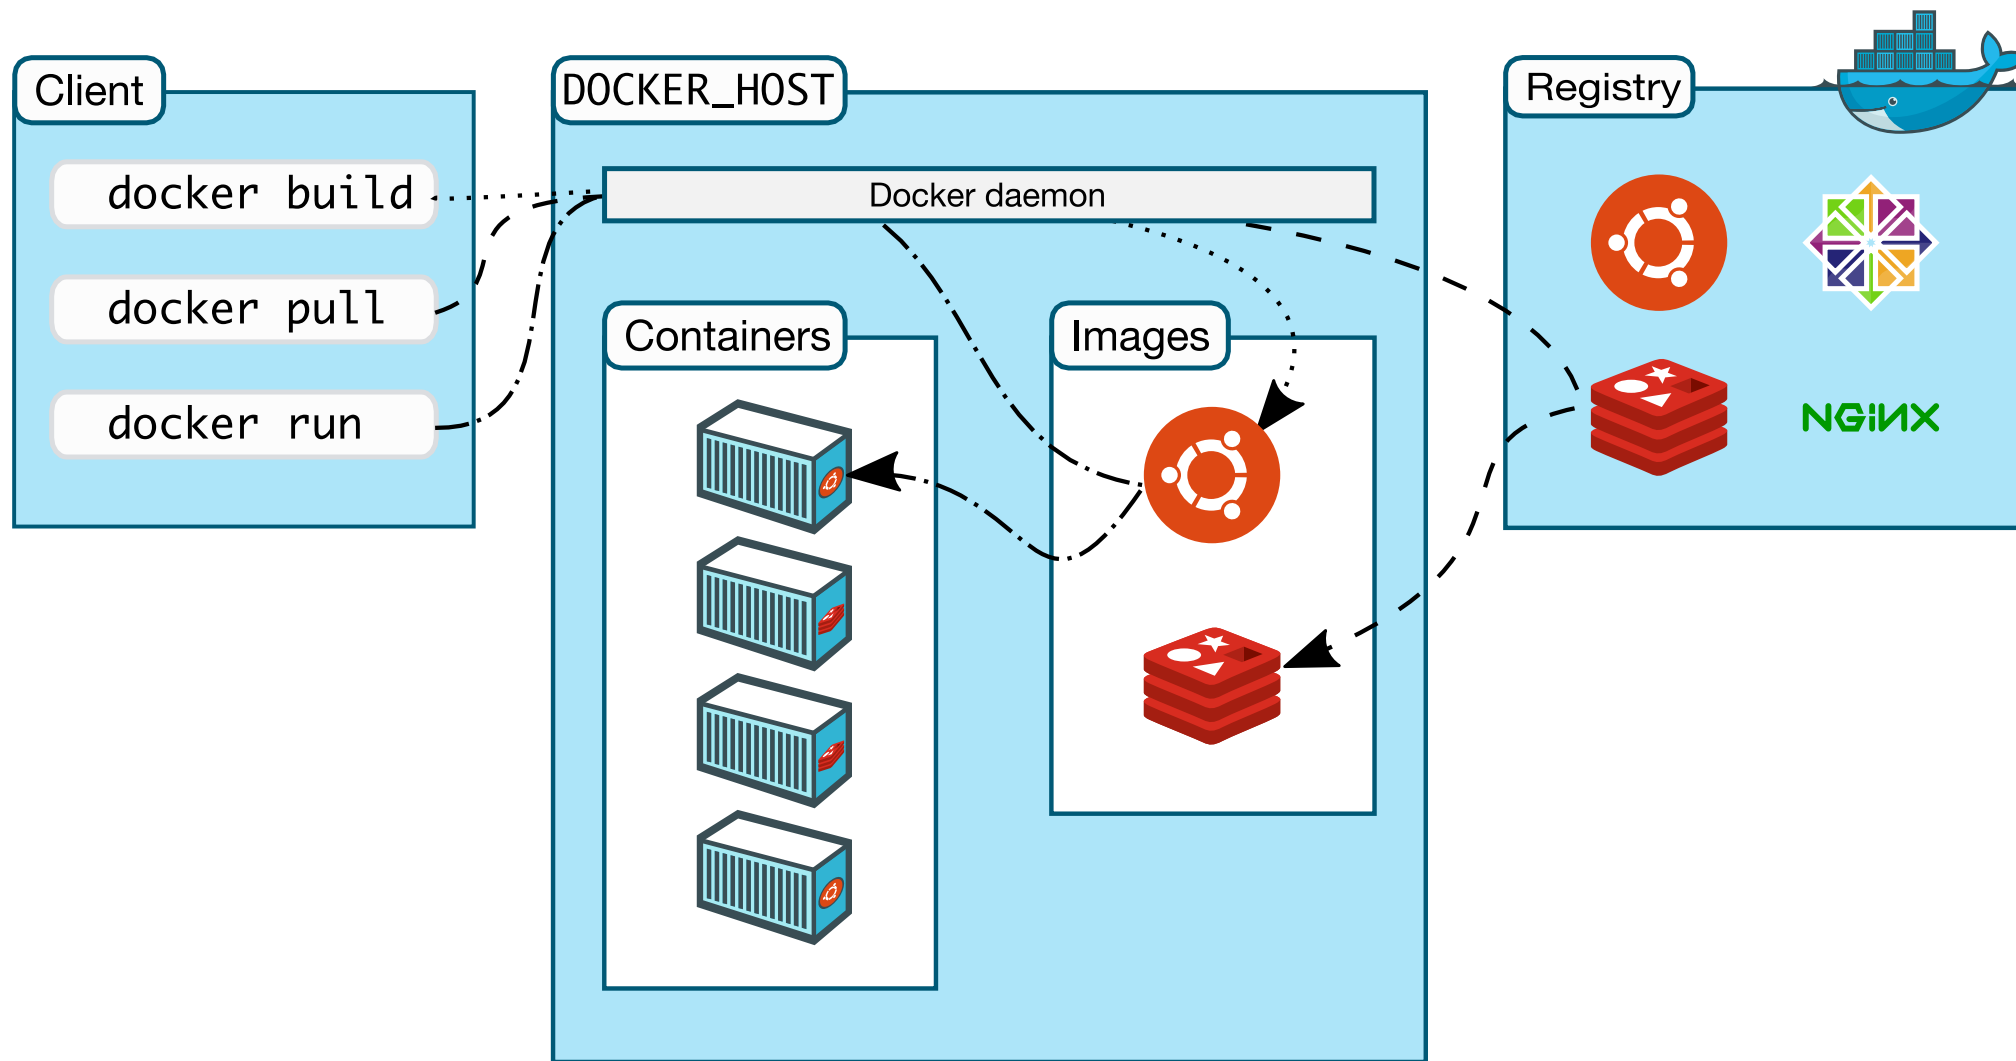 Client
docker build
docker pull
docker run
DOCKER_HOST
Docker daemon
Containers
Images
Registry
NGiNX